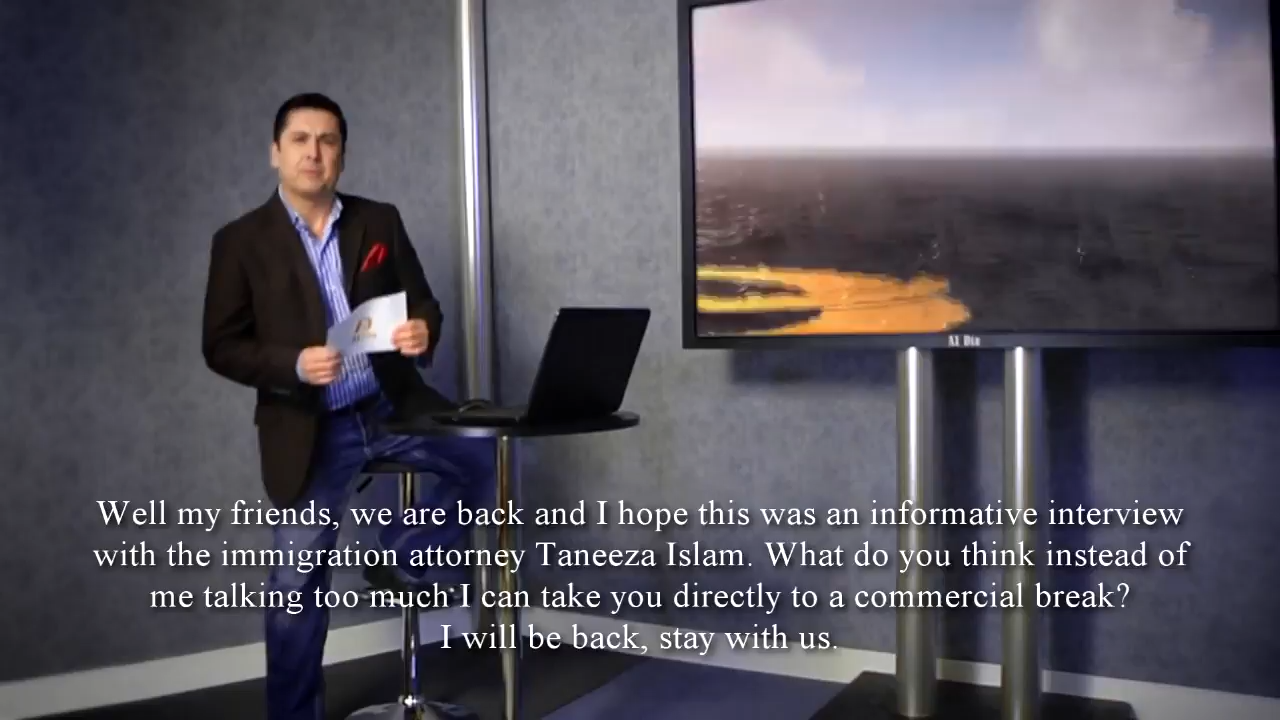 Al Dia
Well my friends, we are back and I hope this was an informative interview
with the immigration attorney Taneeza Islam. What do you think instead of
me talking too much I can take you directly to a commercial break?
I will be back, stay with us.